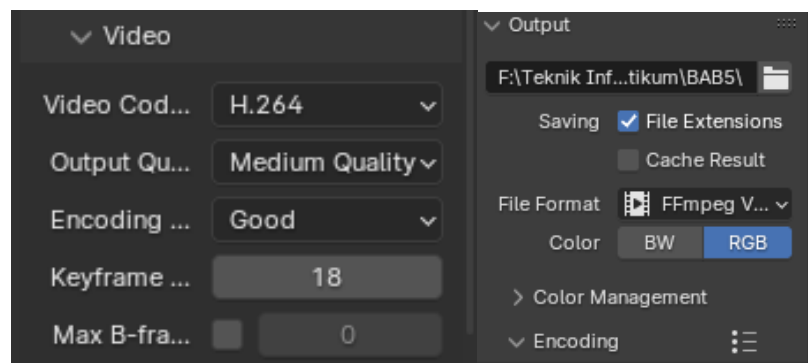 Video
Video Cod... H.264
Output Qu... Medium Quality
Encoding ... Good
Keyframe ... 18
Max B-fra... 0
Output
F:\Teknik Inf...tikum\BAB5\
Saving File Extensions
Cache Result
File Format FFmpeg V...
Color BW RGB
Color Management
Encoding